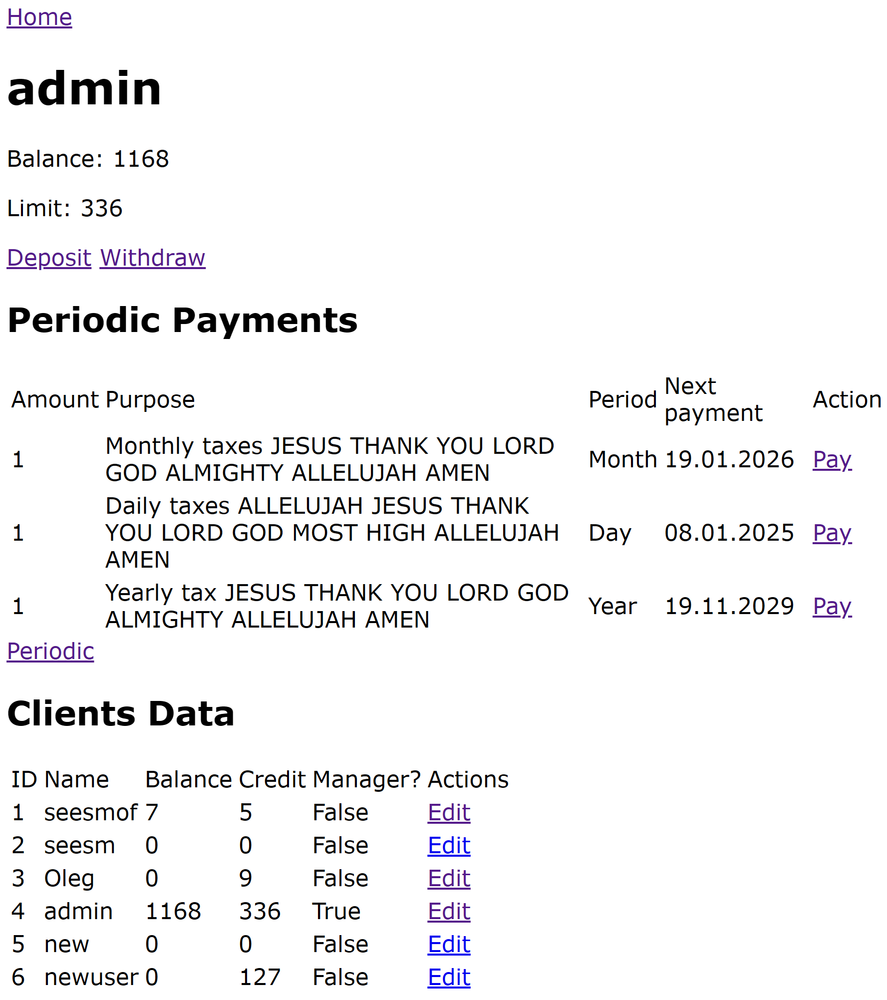 Home
admin
Balance: 1168
Limit: 336
Deposit Withdraw
Periodic Payments
Amount Purpose Period Next payment Action
1 Monthly taxes JESUS THANK YOU LORD GOD ALMIGHTY ALLELUJAH AMEN Month 19.01.2026 Pay
1 Daily taxes ALLELUJAH JESUS THANK YOU LORD GOD MOST HIGH ALLELUJAH AMEN Day 08.01.2025 Pay
1 Yearly tax JESUS THANK YOU LORD GOD ALMIGHTY ALLELUJAH AMEN Year 19.11.2029 Pay
Periodic
Clients Data
ID Name Balance Credit Manager? Actions
1 seesmof 7 5 False Edit
2 seesm 0 0 False Edit
3 Oleg 0 9 False Edit
4 admin 1168 336 True Edit
5 new 0 0 False Edit
6 newuser 0 127 False Edit